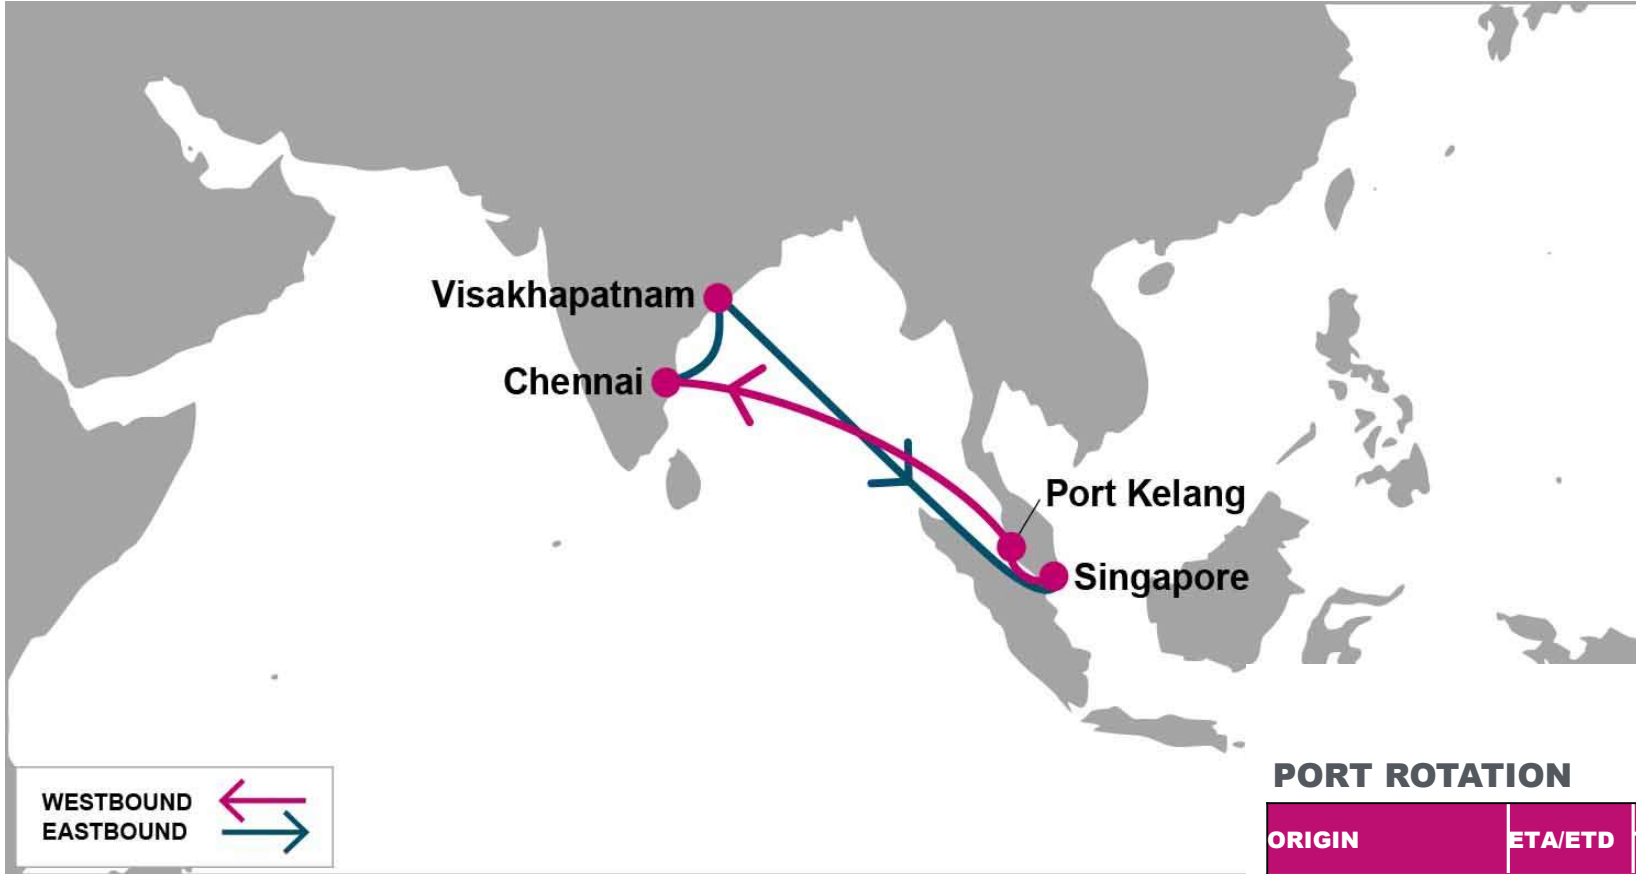 Visakhapatnam
Chennai
Port Kelang
Singapore
WESTBOUND
EASTBOUND
PORT ROTATION
ORIGIN ETA/ETD